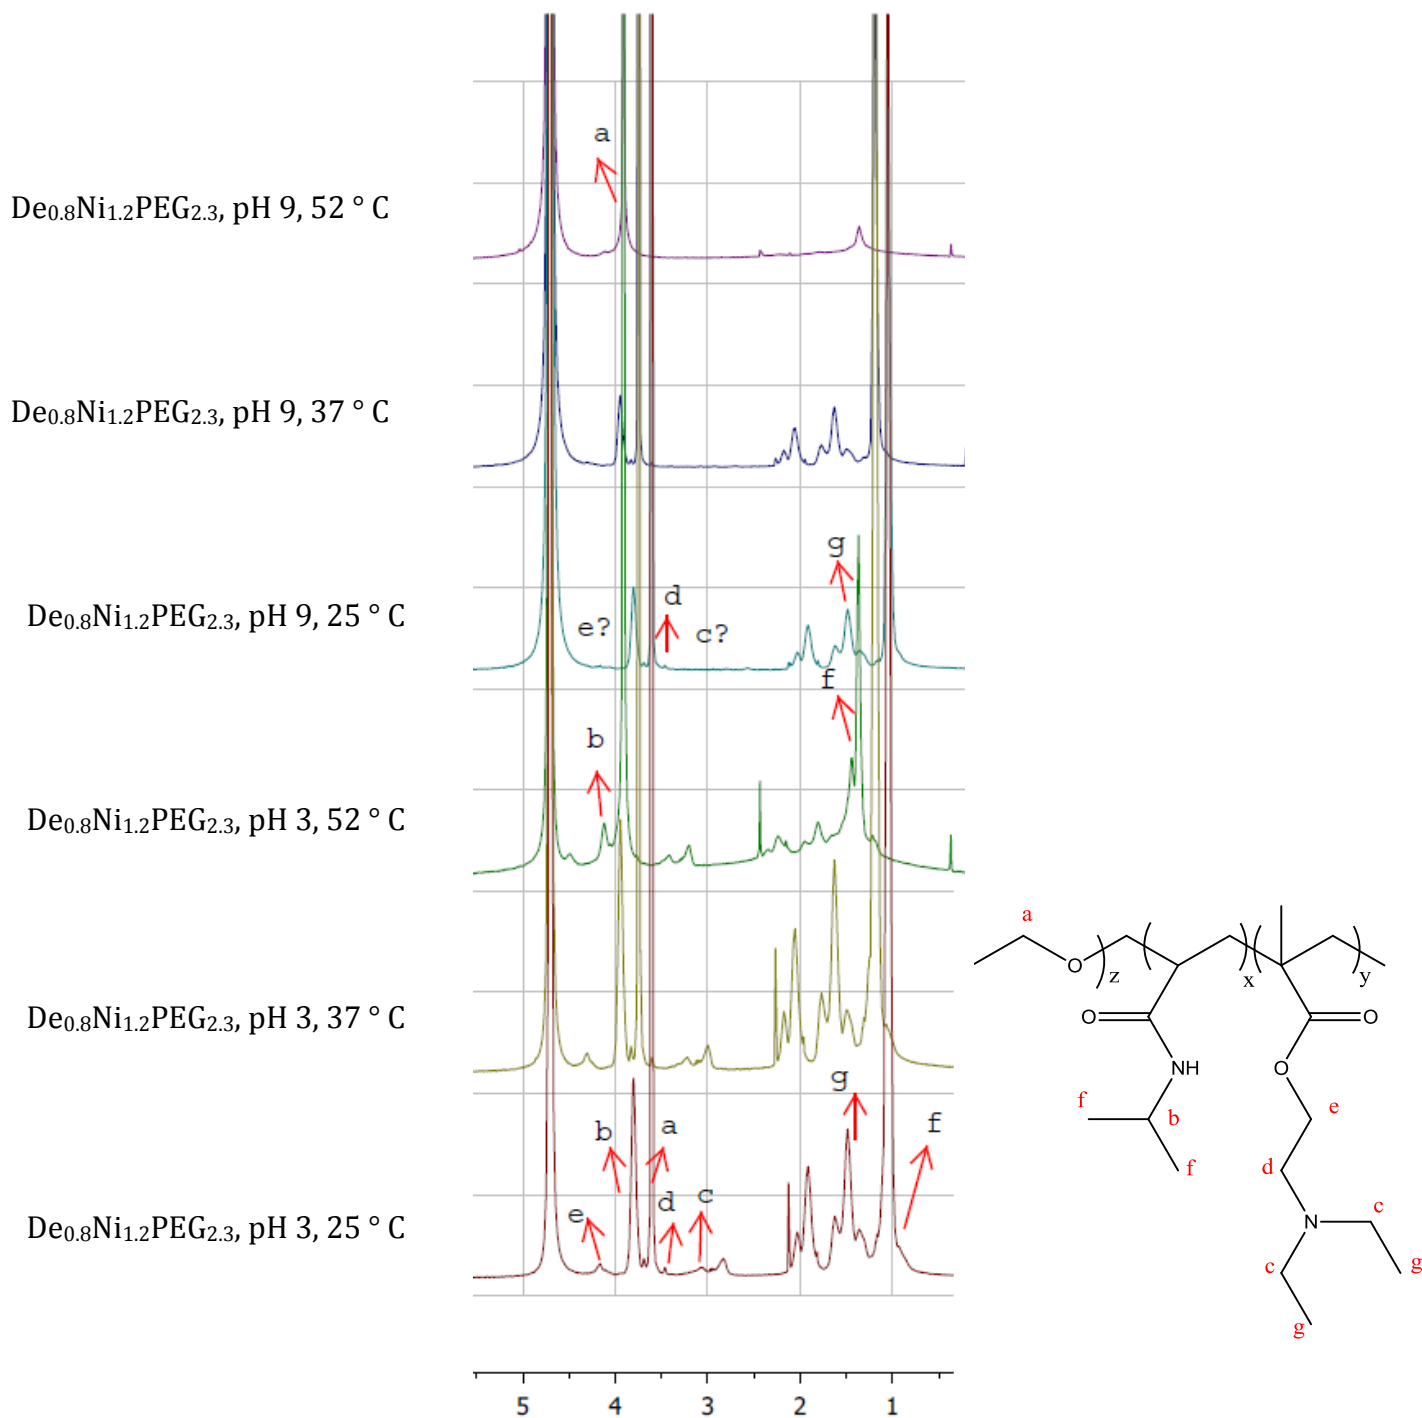 a
De₀.₈Ni₁.₂PEG₂.₃, pH 9, 52 ° C
De₀.₈Ni₁.₂PEG₂.₃, pH 9, 37 ° C
g
De₀.₈Ni₁.₂PEG₂.₃, pH 9, 25 ° C
e? d c?
f
b
De₀.₈Ni₁.₂PEG₂.₃, pH 3, 52 ° C
De₀.₈Ni₁.₂PEG₂.₃, pH 3, 37 ° C
g
b a f
e d c
De₀.₈Ni₁.₂PEG₂.₃, pH 3, 25 ° C
5 4 3 2 1
a
O z x y
O O
NH O
f b e
f d
N c
c g
g